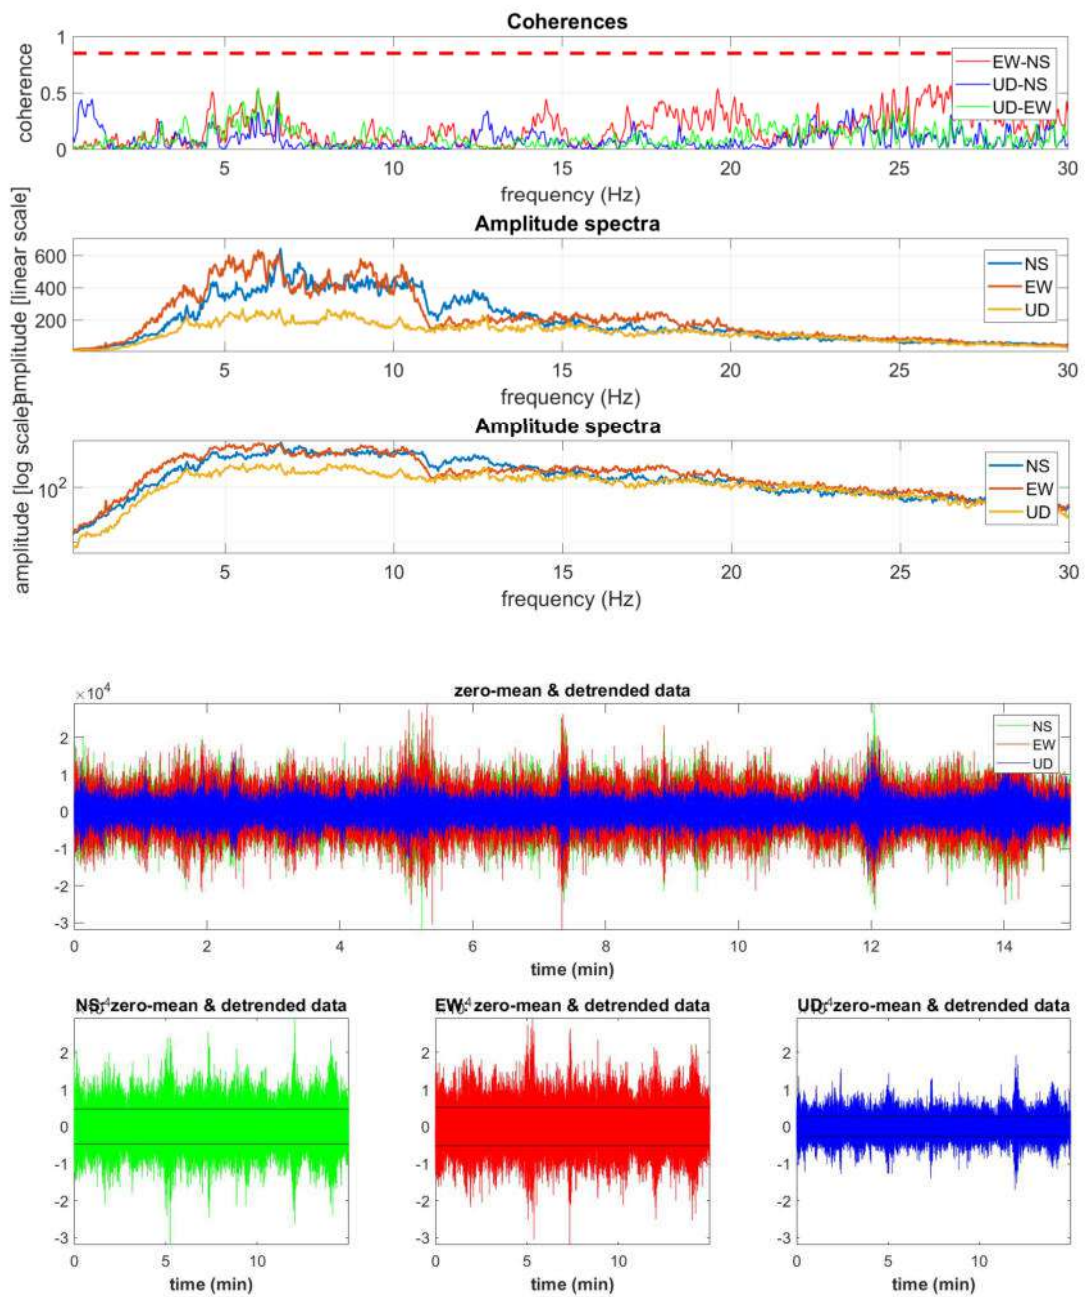 Coherences
1
0.5
0
coherence
EW-NS
UD-NS
UD-EW
5 10 15 20 25 30
frequency (Hz)
Amplitude spectra
600
400
200
amplitude [linear scale]
NS
EW
UD
5 10 15 20 25 30
frequency (Hz)
Amplitude spectra
10²
amplitude [log scale]
NS
EW
UD
5 10 15 20 25 30
frequency (Hz)
zero-mean & detrended data
×10⁴
2
1
0
-1
-2
-3
NS
EW
UD
0 2 4 6 8 10 12 14
time (min)
NS: zero-mean & detrended data
2
1
0
-1
-2
-3
0 5 10
time (min)
EW: zero-mean & detrended data
2
1
0
-1
-2
-3
0 5 10
time (min)
UD: zero-mean & detrended data
2
1
0
-1
-2
-3
0 5 10
time (min)